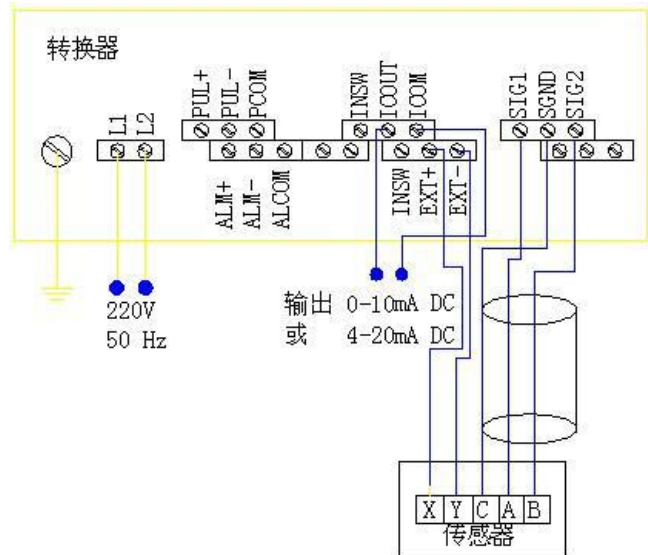 转换器
L1
L2
PUL+
PUL-
PCOM
INSW
IOOUT
ICOM
SIG1
SGND
SIG2
ALM+
ALM-
ALCOM
INSW
EXT+
EXT-
220V
50 Hz
输出 0-10mA DC
或 4-20mA DC
X Y C A B
传感器